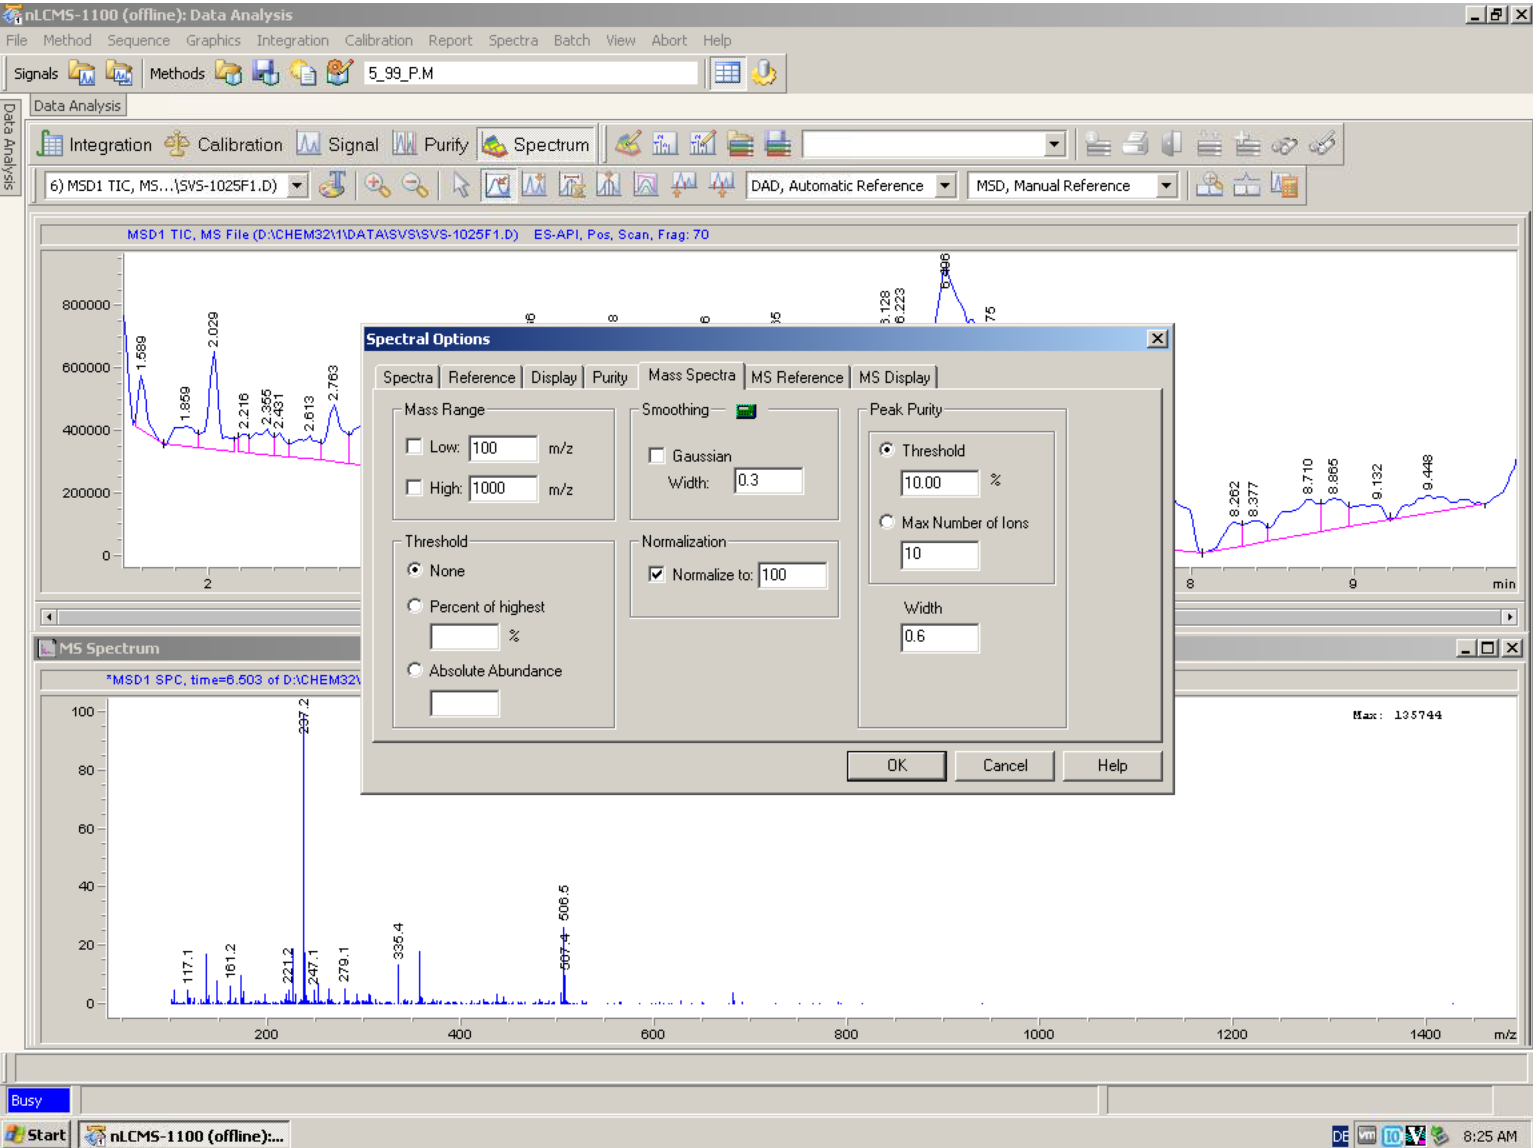 nLCMS-1100 (offline): Data Analysis
File Method Sequence Graphics Integration Calibration Report Spectra Batch View Abort Help
Signals Methods 5_99_P.M
Data Analysis
Data Analysis
Integration Calibration Signal Purify Spectrum
6) MSD1 TIC, MS...\SVS-1025F1.D) DAD, Automatic Reference MSD, Manual Reference
MSD1 TIC, MS File (D:\CHEM32\1\DATA\SVS\SVS-1025F1.D) ES-API, Pos, Scan, Frag: 70
800000
600000
400000
200000
0
1.589
1.859
2.029
2.216
2.355
2.431
2.613
2.763
6.128
6.223
6.496
75
8.262
8.377
8.710
8.865
9.132
9.448
2 8 9 min
Spectral Options
Spectra Reference Display Purity Mass Spectra MS Reference MS Display
Mass Range
Low: 100 m/z
High: 1000 m/z
Threshold
None
Percent of highest
%
Absolute Abundance
Smoothing
Gaussian
Width: 0.3
Normalization
Normalize to: 100
Peak Purity
Threshold
10.00 %
Max Number of Ions
10
Width
0.6
OK Cancel Help
MS Spectrum
*MSD1 SPC, time=6.503 of D:\CHEM32\
Max: 135744
100
80
60
40
20
0
117.1
161.2
221.2
237.2
247.1
279.1
335.4
506.5
507.4
200 400 600 800 1000 1200 1400 m/z
Busy
Start nLCMS-1100 (offline):... DE vm IO V 8:25 AM